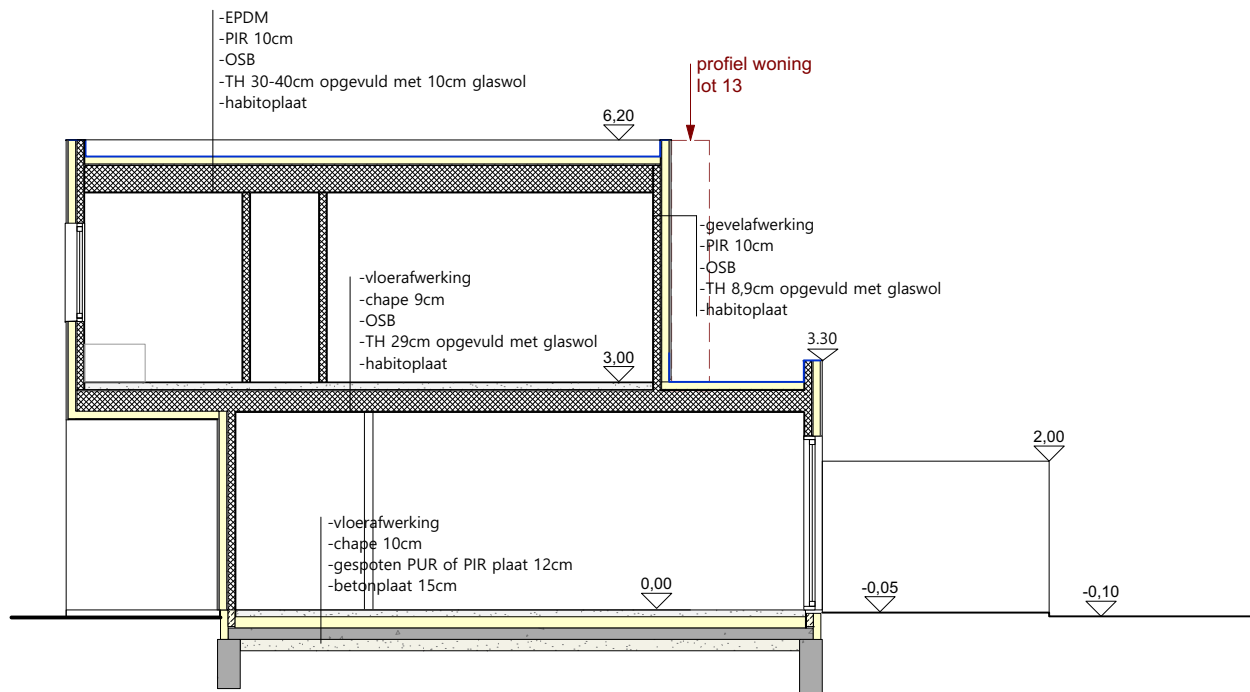 -EPDM
-PIR 10cm
-OSB
-TH 30-40cm opgevuld met 10cm glaswol
-habitoplaat
profiel woning
lot 13
6,20
-gevelafwerking
-PIR 10cm
-OSB
-TH 8,9cm opgevuld met glaswol
-habitoplaat
-vloerafwerking
-chape 9cm
-OSB
-TH 29cm opgevuld met glaswol
-habitoplaat
3,00
3.30
2,00
-vloerafwerking
-chape 10cm
-gespoten PUR of PIR plaat 12cm
-betonplaat 15cm
0,00
-0,05
-0,10